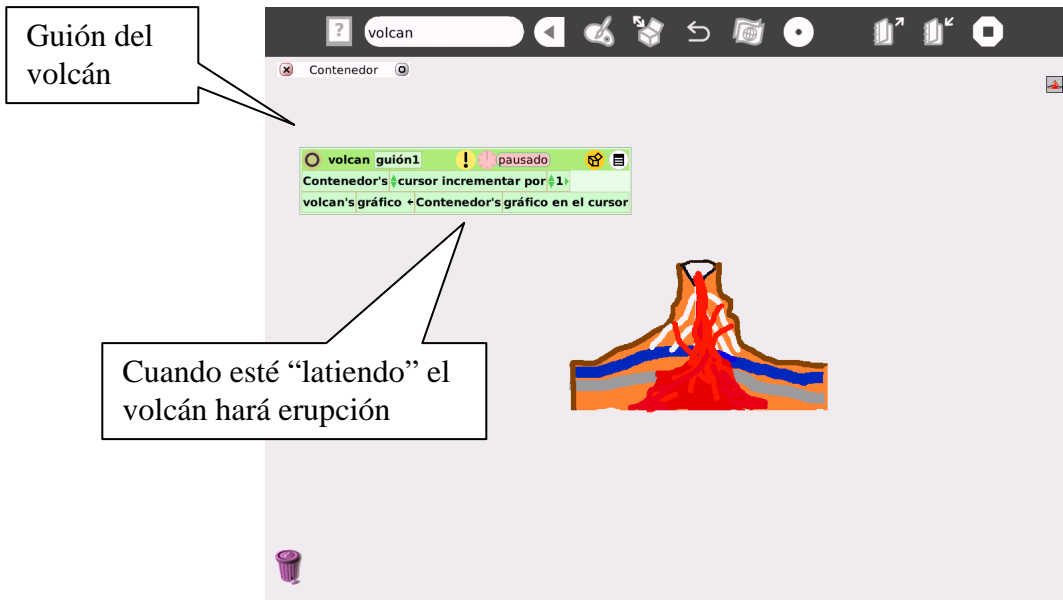 Guión del
volcán
?
volcan
Contenedor O
volcan guión1 ! pausado
Contenedor's cursor incrementar por 1
volcan's gráfico ← Contenedor's gráfico en el cursor
Cuando esté “latiendo” el
volcán hará erupción